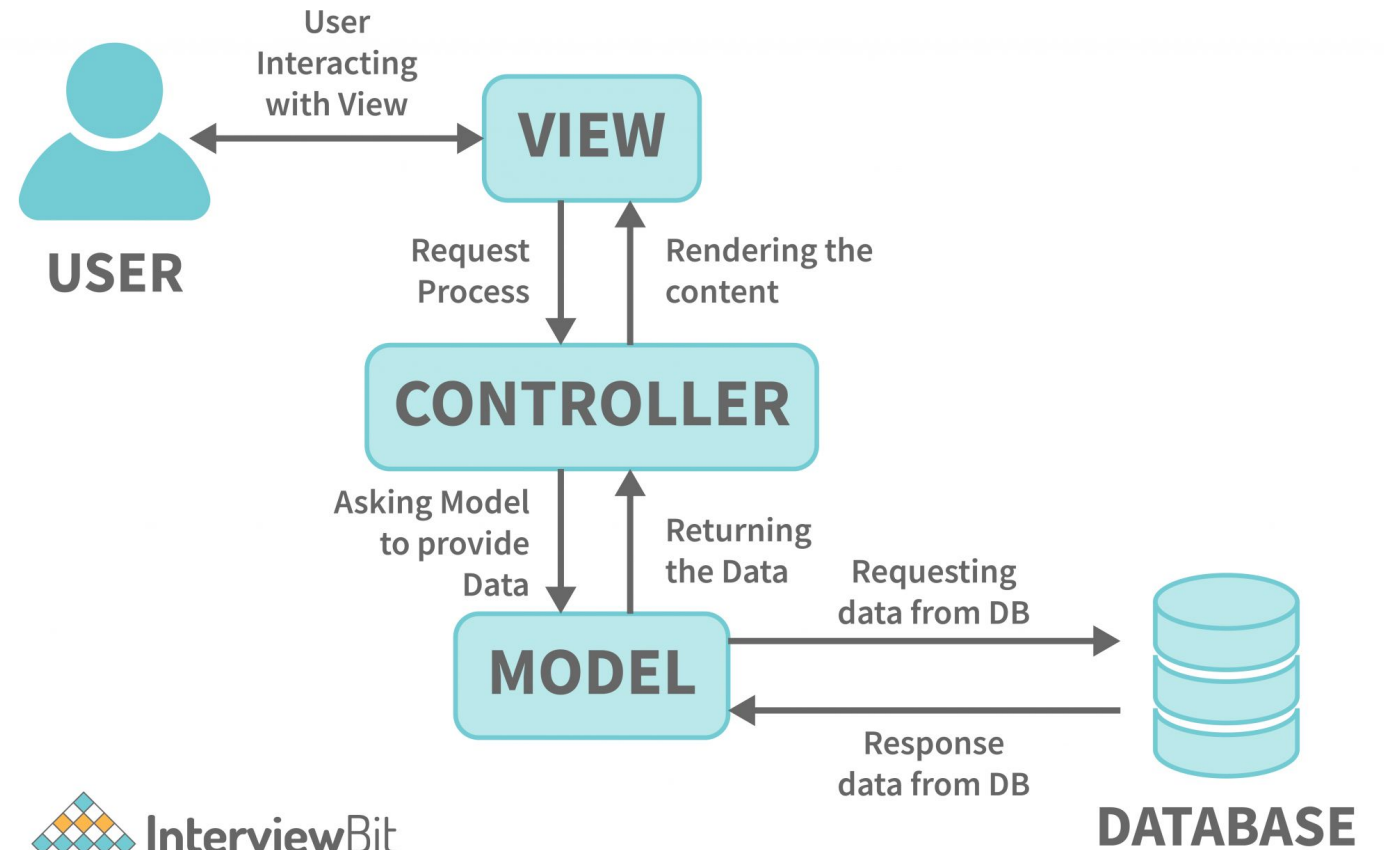 User
Interacting
with View
VIEW
USER
Request
Process
Rendering the
content
CONTROLLER
Asking Model
to provide
Data
Returning
the Data
Requesting
data from DB
MODEL
Response
data from DB
DATABASE
InterviewBit